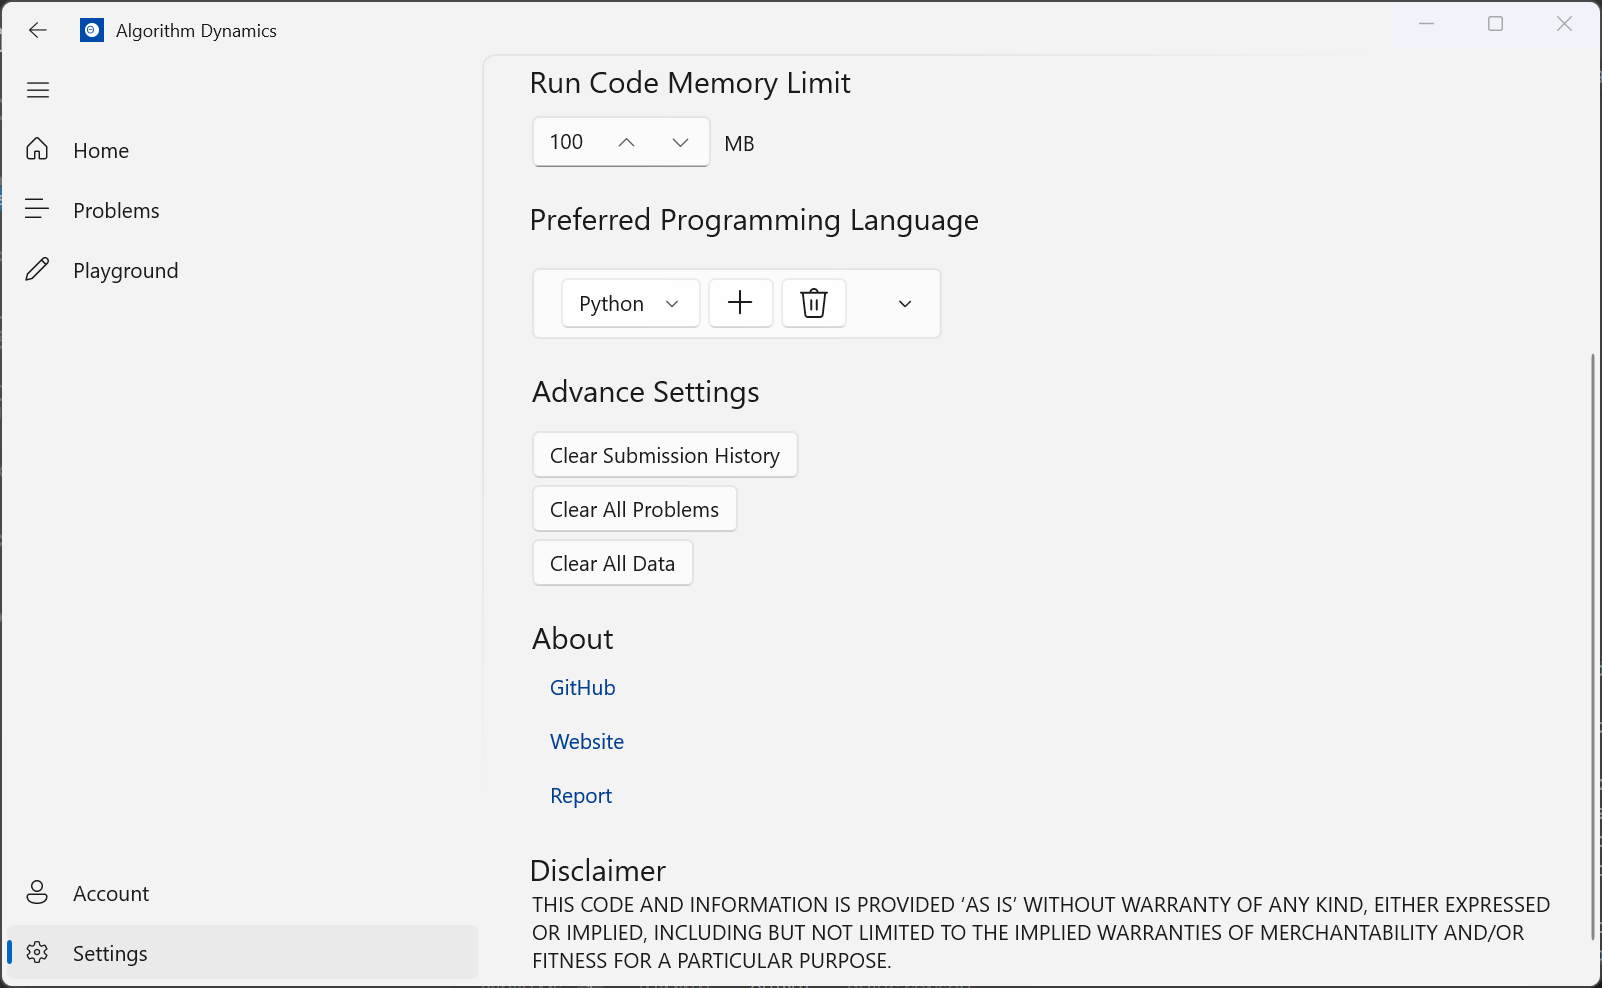 Algorithm Dynamics
Home
Problems
Playground
Account
Settings
Run Code Memory Limit
100 MB
Preferred Programming Language
Python
Advance Settings
Clear Submission History
Clear All Problems
Clear All Data
About
GitHub
Website
Report
Disclaimer
THIS CODE AND INFORMATION IS PROVIDED ‘AS IS’ WITHOUT WARRANTY OF ANY KIND, EITHER EXPRESSED
OR IMPLIED, INCLUDING BUT NOT LIMITED TO THE IMPLIED WARRANTIES OF MERCHANTABILITY AND/OR
FITNESS FOR A PARTICULAR PURPOSE.